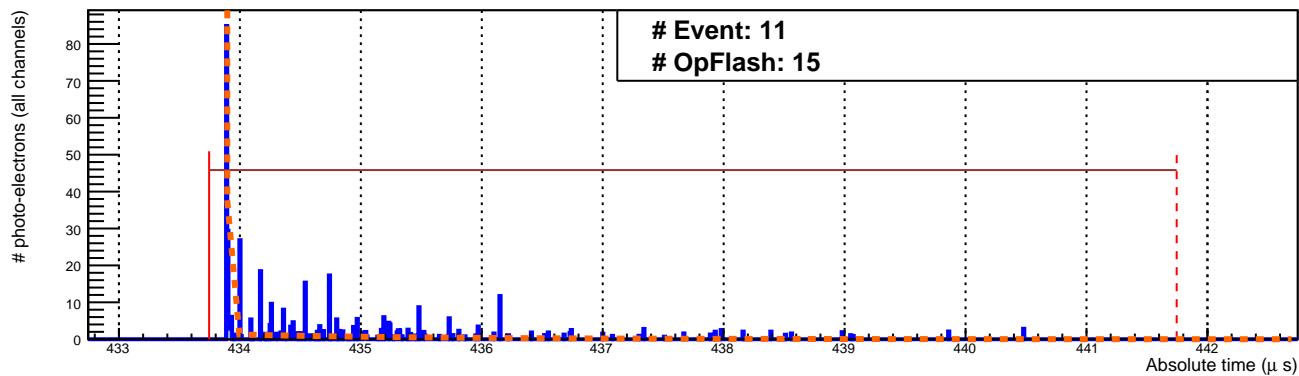 # Event: 11
# OpFlash: 15
# photo-electrons (all channels)
80
70
60
50
40
30
20
10
0
433 434 435 436 437 438 439 440 441 442
Absolute time (μ s)